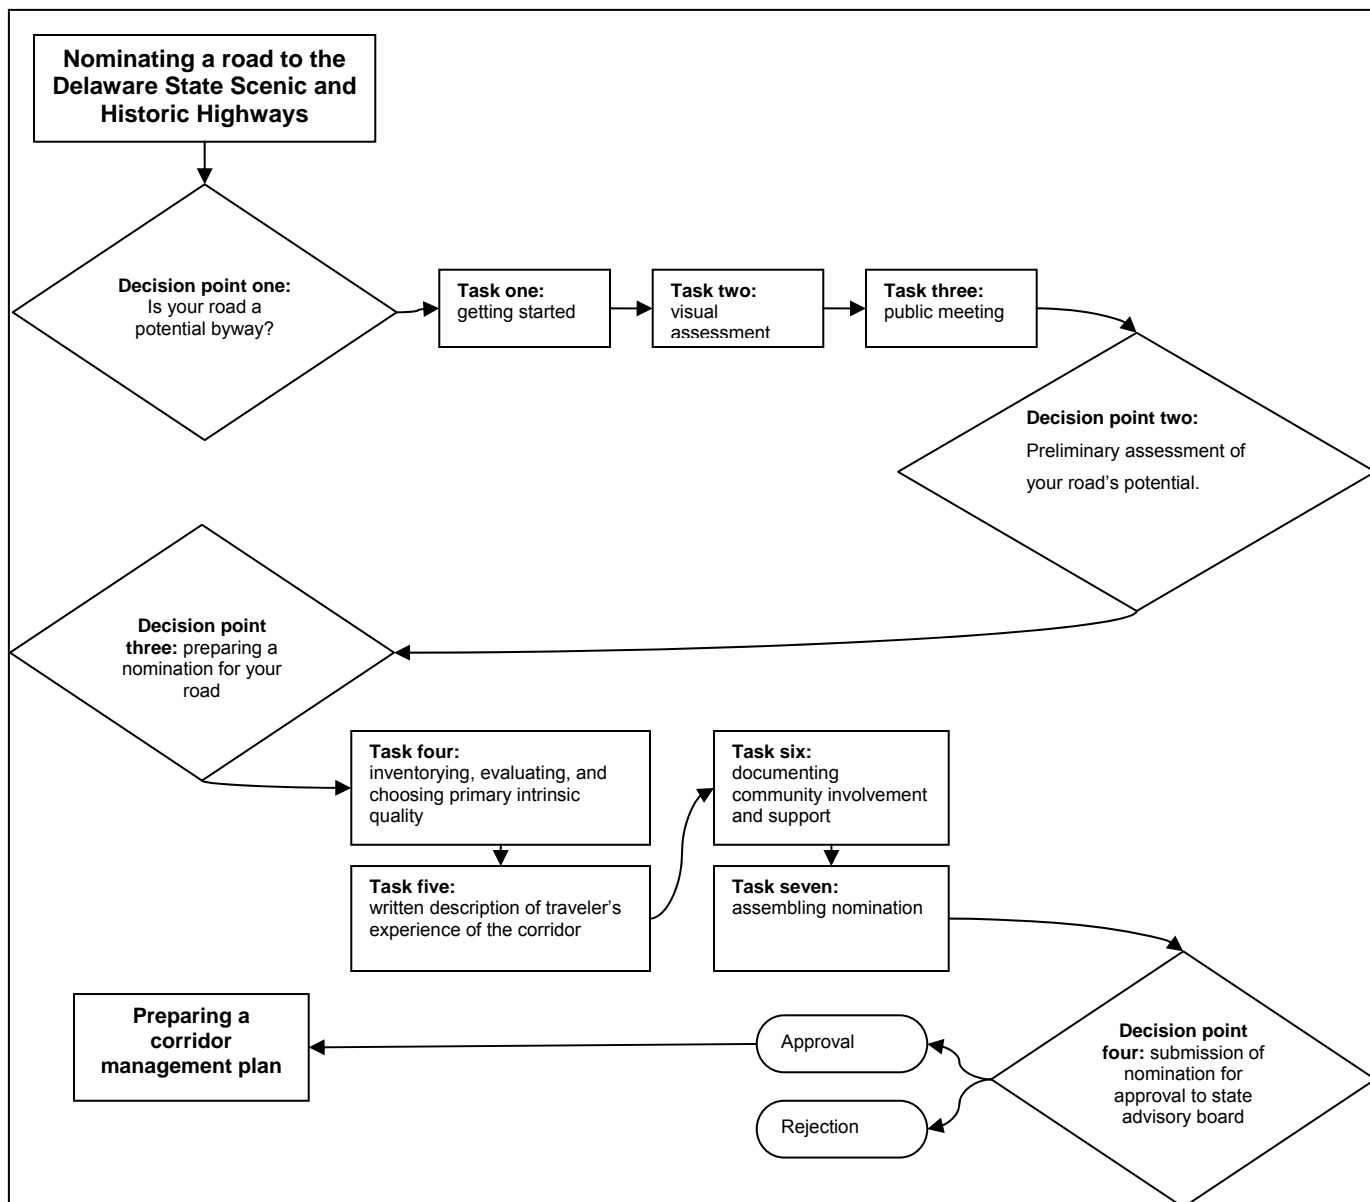 Nominating a road to the
Delaware State Scenic and
Historic Highways
Decision point one:
Is your road a
potential byway?
Task one:
getting started
Task two:
visual
assessment
Task three:
public meeting
Decision point two:
Preliminary assessment of
your road’s potential.
Decision point
three: preparing a
nomination for your
road
Task four:
inventorying, evaluating, and
choosing primary intrinsic
quality
Task five:
written description of traveler’s
experience of the corridor
Task six:
documenting
community involvement
and support
Task seven:
assembling nomination
Decision point
four: submission of
nomination for
approval to state
advisory board
Approval
Rejection
Preparing a
corridor
management plan